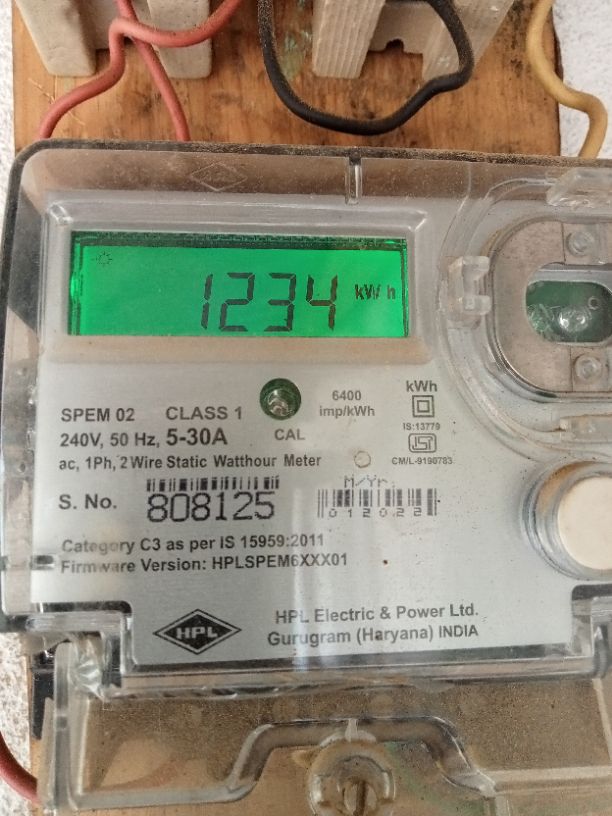 1234 kW h
SPEM 02 CLASS 1
6400
imp/kWh
kWh
IS:13779
240V, 50 Hz, 5-30A
CAL
CM/L-9190783
ac, 1Ph, 2 Wire Static Watthour Meter
M/Yr.
S. No. 808125
012022
Category C3 as per IS 15959:2011
Firmware Version: HPLSPEM6XXX01
HPL
HPL Electric & Power Ltd.
Gurugram (Haryana) INDIA